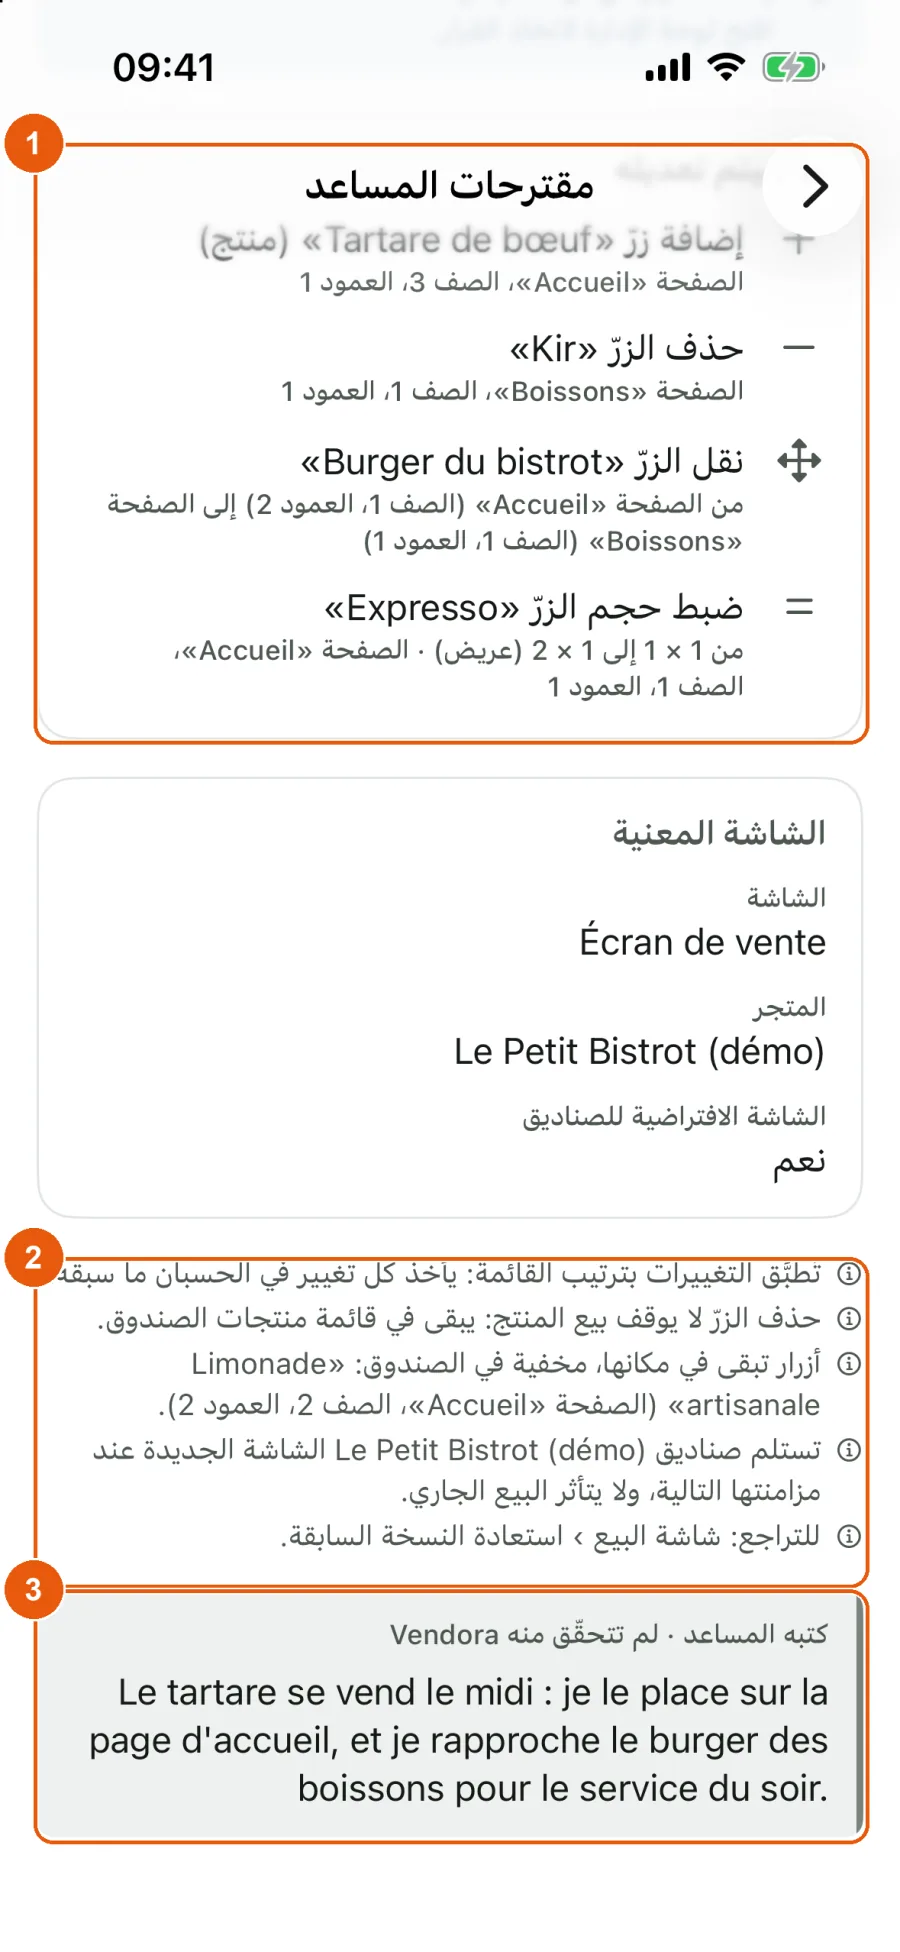 09:41
1
مقترحات المساعد
إضافة زرّ «Tartare de bœuf» (منتج)
الصفحة «Accueil»، الصف 3، العمود 1
حذف الزرّ «Kir»
الصفحة «Boissons»، الصف 1، العمود 1
نقل الزرّ «Burger du bistrot»
من الصفحة «Accueil» (الصف 1، العمود 2) إلى الصفحة
«Boissons» (الصف 1، العمود 1)
ضبط حجم الزرّ «Expresso»
من 1 × 1 إلى 1 × 2 (عريض) · الصفحة «Accueil»،
الصف 1، العمود 1
الشاشة المعنية
الشاشة
Écran de vente
المتجر
Le Petit Bistrot (démo)
الشاشة الافتراضية للصناديق
نعم
2
تُطبَّق التغييرات بترتيب القائمة: يأخذ كل تغيير في الحسبان ما سبقه
حذف الزرّ لا يوقف بيع المنتج: يبقى في قائمة منتجات الصندوق.
أزرار تبقى في مكانها، مخفية في الصندوق: «Limonade
artisanale» (الصفحة «Accueil»، الصف 2، العمود 2).
تستلم صناديق Le Petit Bistrot (démo) الشاشة الجديدة عند
مزامنتها التالية، ولا يتأثر البيع الجاري.
للتراجع: شاشة البيع › استعادة النسخة السابقة.
3
كتبه المساعد · لم تتحقّق منه Vendora
Le tartare se vend le midi : je le place sur la
page d'accueil, et je rapproche le burger des
boissons pour le service du soir.